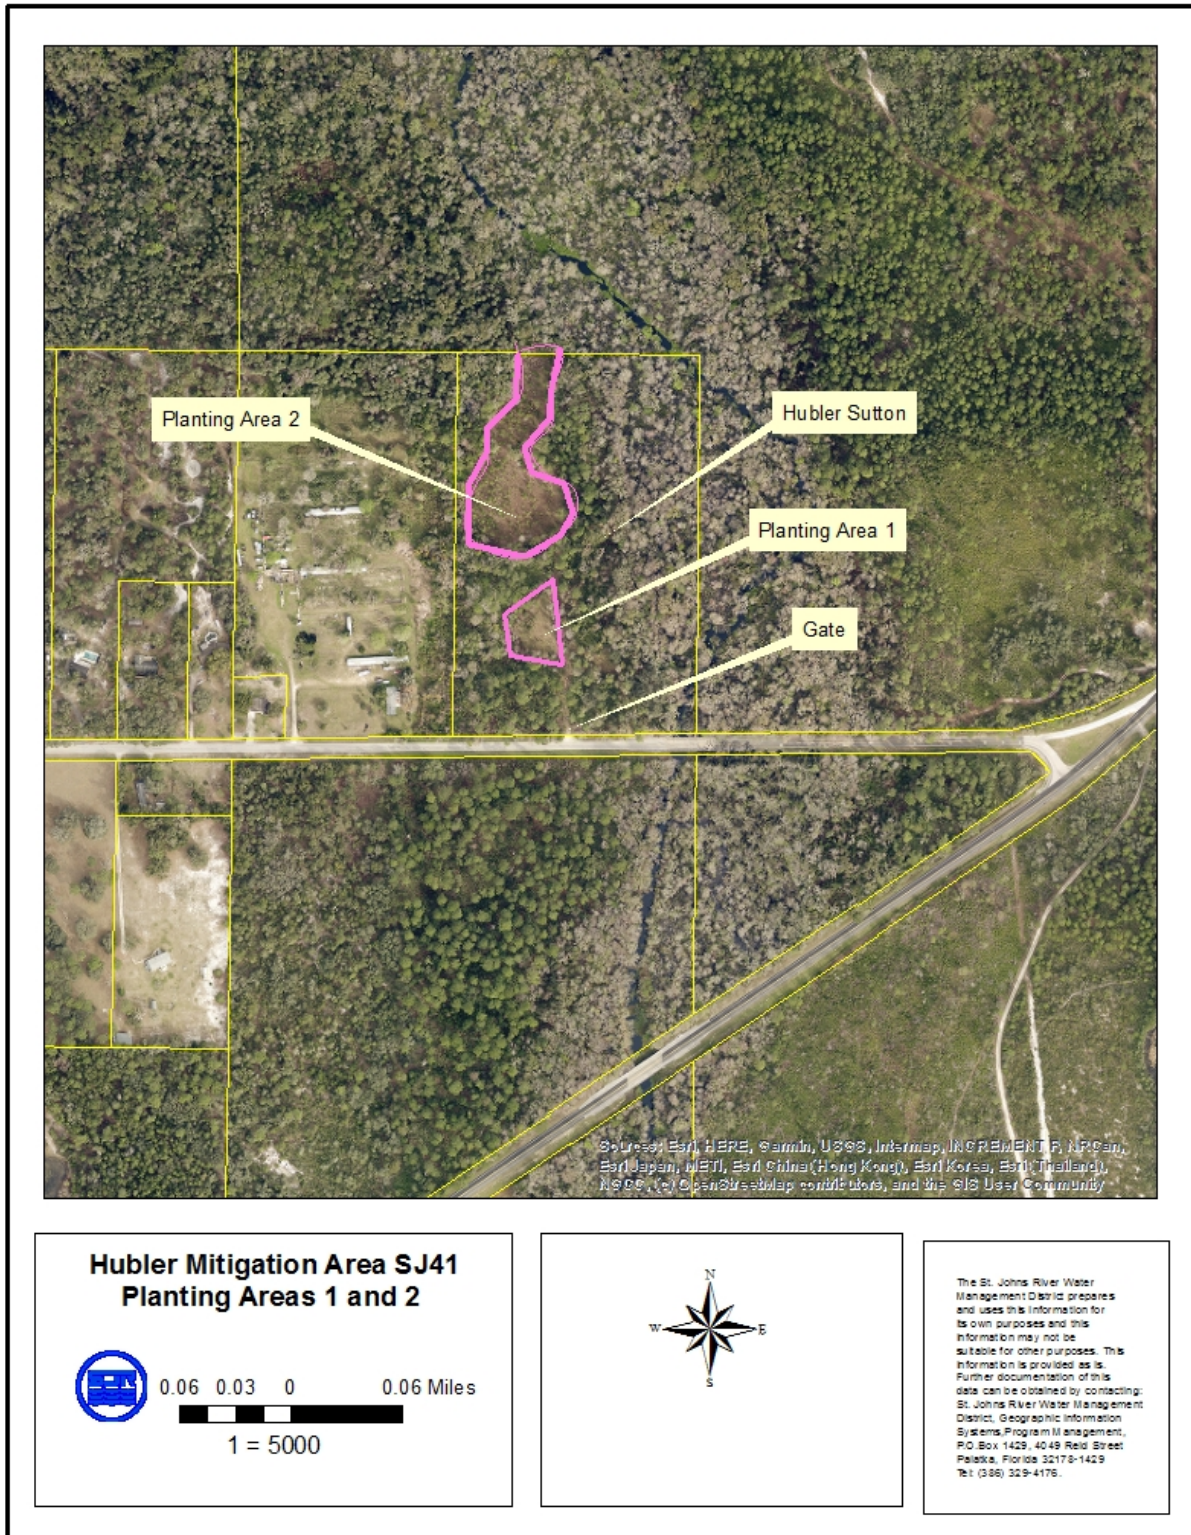 Planting Area 2
Hubler Sutton
Planting Area 1
Gate
Sources: Esri, HERE, Garmin, USGS, Intermap, INCREMENT P, NRCan,
Esri Japan, METI, Esri China (Hong Kong), Esri Korea, Esri (Thailand),
NGCC, (c) OpenStreetMap contributors, and the GIS User Community
Hubler Mitigation Area SJ41
Planting Areas 1 and 2
0.06 0.03 0 0.06 Miles
1 = 5000
N
W E
S
The St. Johns River Water
Management District prepares
and uses this information for
its own purposes and this
information may not be
suitable for other purposes. This
information is provided as is.
Further documentation of this
data can be obtained by contacting:
St. Johns River Water Management
District, Geographic Information
Systems,Program Management,
P.O.Box 1429, 4049 Reid Street
Palatka, Florida 32178-1429
Tel: (386) 329-4176.